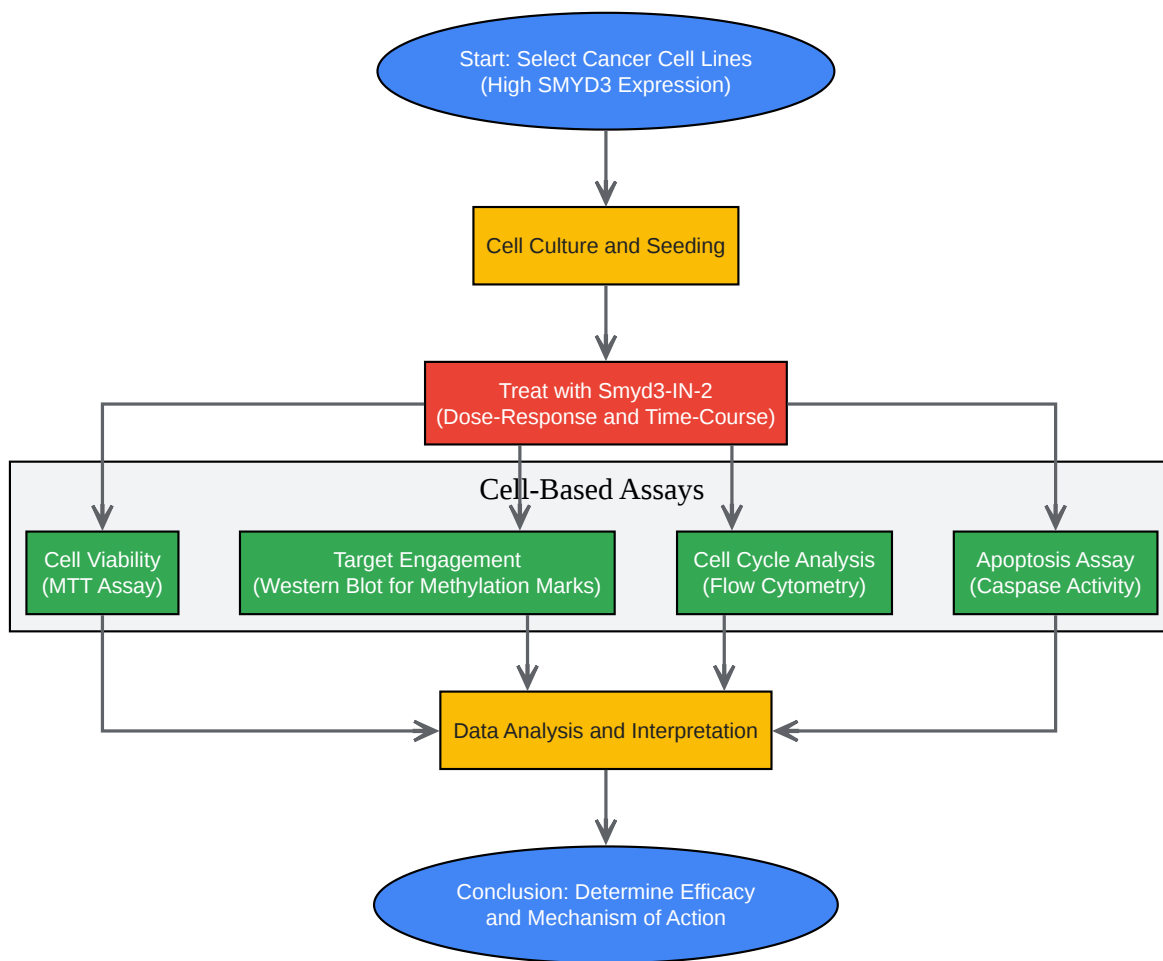 Start: Select Cancer Cell Lines
(High SMYD3 Expression)
Cell Culture and Seeding
Treat with Smyd3-IN-2
(Dose-Response and Time-Course)
Cell-Based Assays
Cell Viability
(MTT Assay)
Target Engagement
(Western Blot for Methylation Marks)
Cell Cycle Analysis
(Flow Cytometry)
Apoptosis Assay
(Caspase Activity)
Data Analysis and Interpretation
Conclusion: Determine Efficacy
and Mechanism of Action